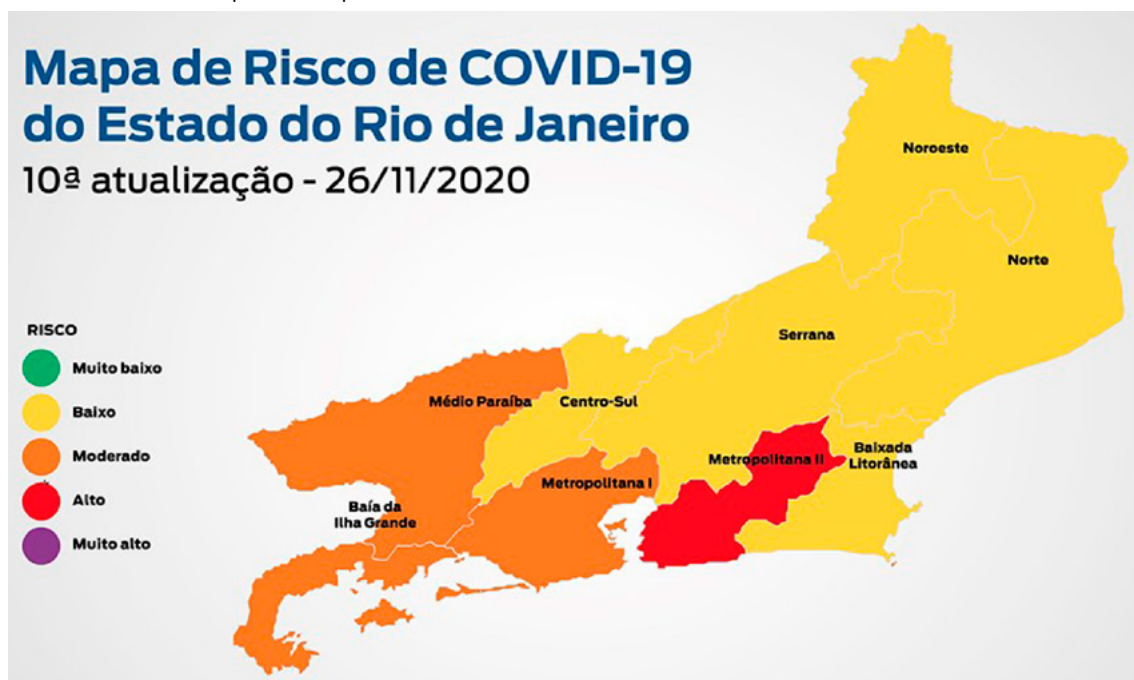 Mapa de Risco de COVID-19
do Estado do Rio de Janeiro
10ª atualização - 26/11/2020
Noroeste
Norte
Serrana
RISCO
Muito baixo
Baixo
Moderado
Alto
Muito alto
Médio Paraíba
Centro-Sul
Metropolitana I
Metropolitana II
Baixada
Litorânea
Baía da
Ilha Grande